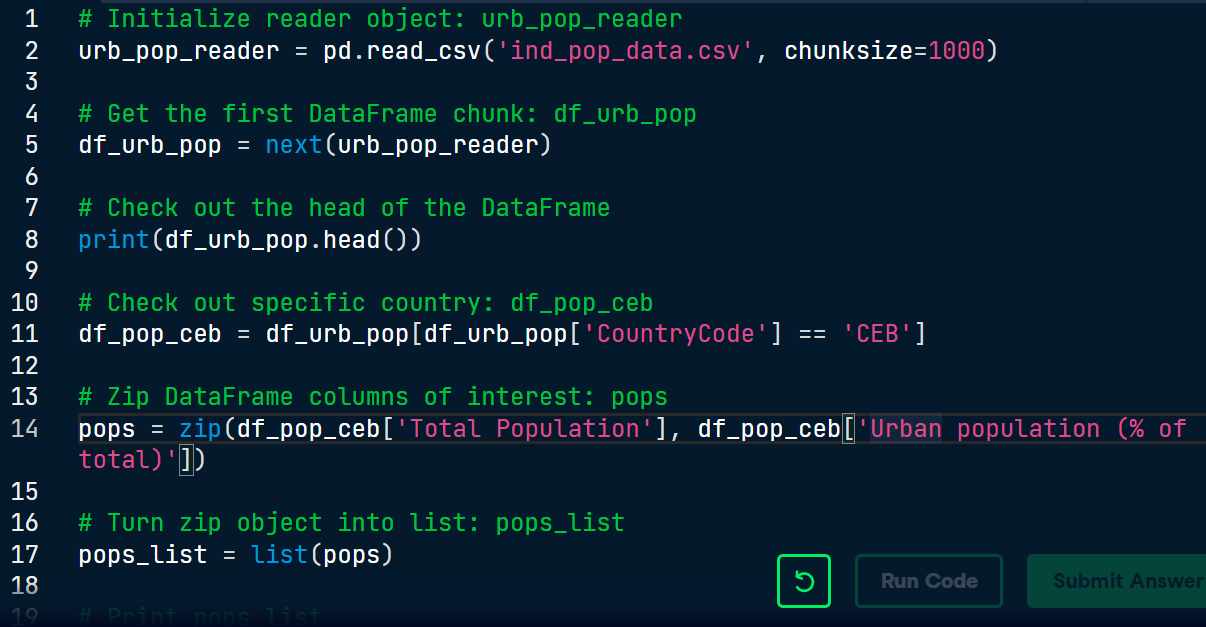 1 # Initialize reader object: urb_pop_reader
2 urb_pop_reader = pd.read_csv('ind_pop_data.csv', chunksize=1000)
3
4 # Get the first DataFrame chunk: df_urb_pop
5 df_urb_pop = next(urb_pop_reader)
6
7 # Check out the head of the DataFrame
8 print(df_urb_pop.head())
9
10 # Check out specific country: df_pop_ceb
11 df_pop_ceb = df_urb_pop[df_urb_pop['CountryCode'] == 'CEB']
12
13 # Zip DataFrame columns of interest: pops
14 pops = zip(df_pop_ceb['Total Population'], df_pop_ceb['Urban population (% of
total)'])
15
16 # Turn zip object into list: pops_list
17 pops_list = list(pops)
18
19 # Print pops_list
Run Code
Submit Answer